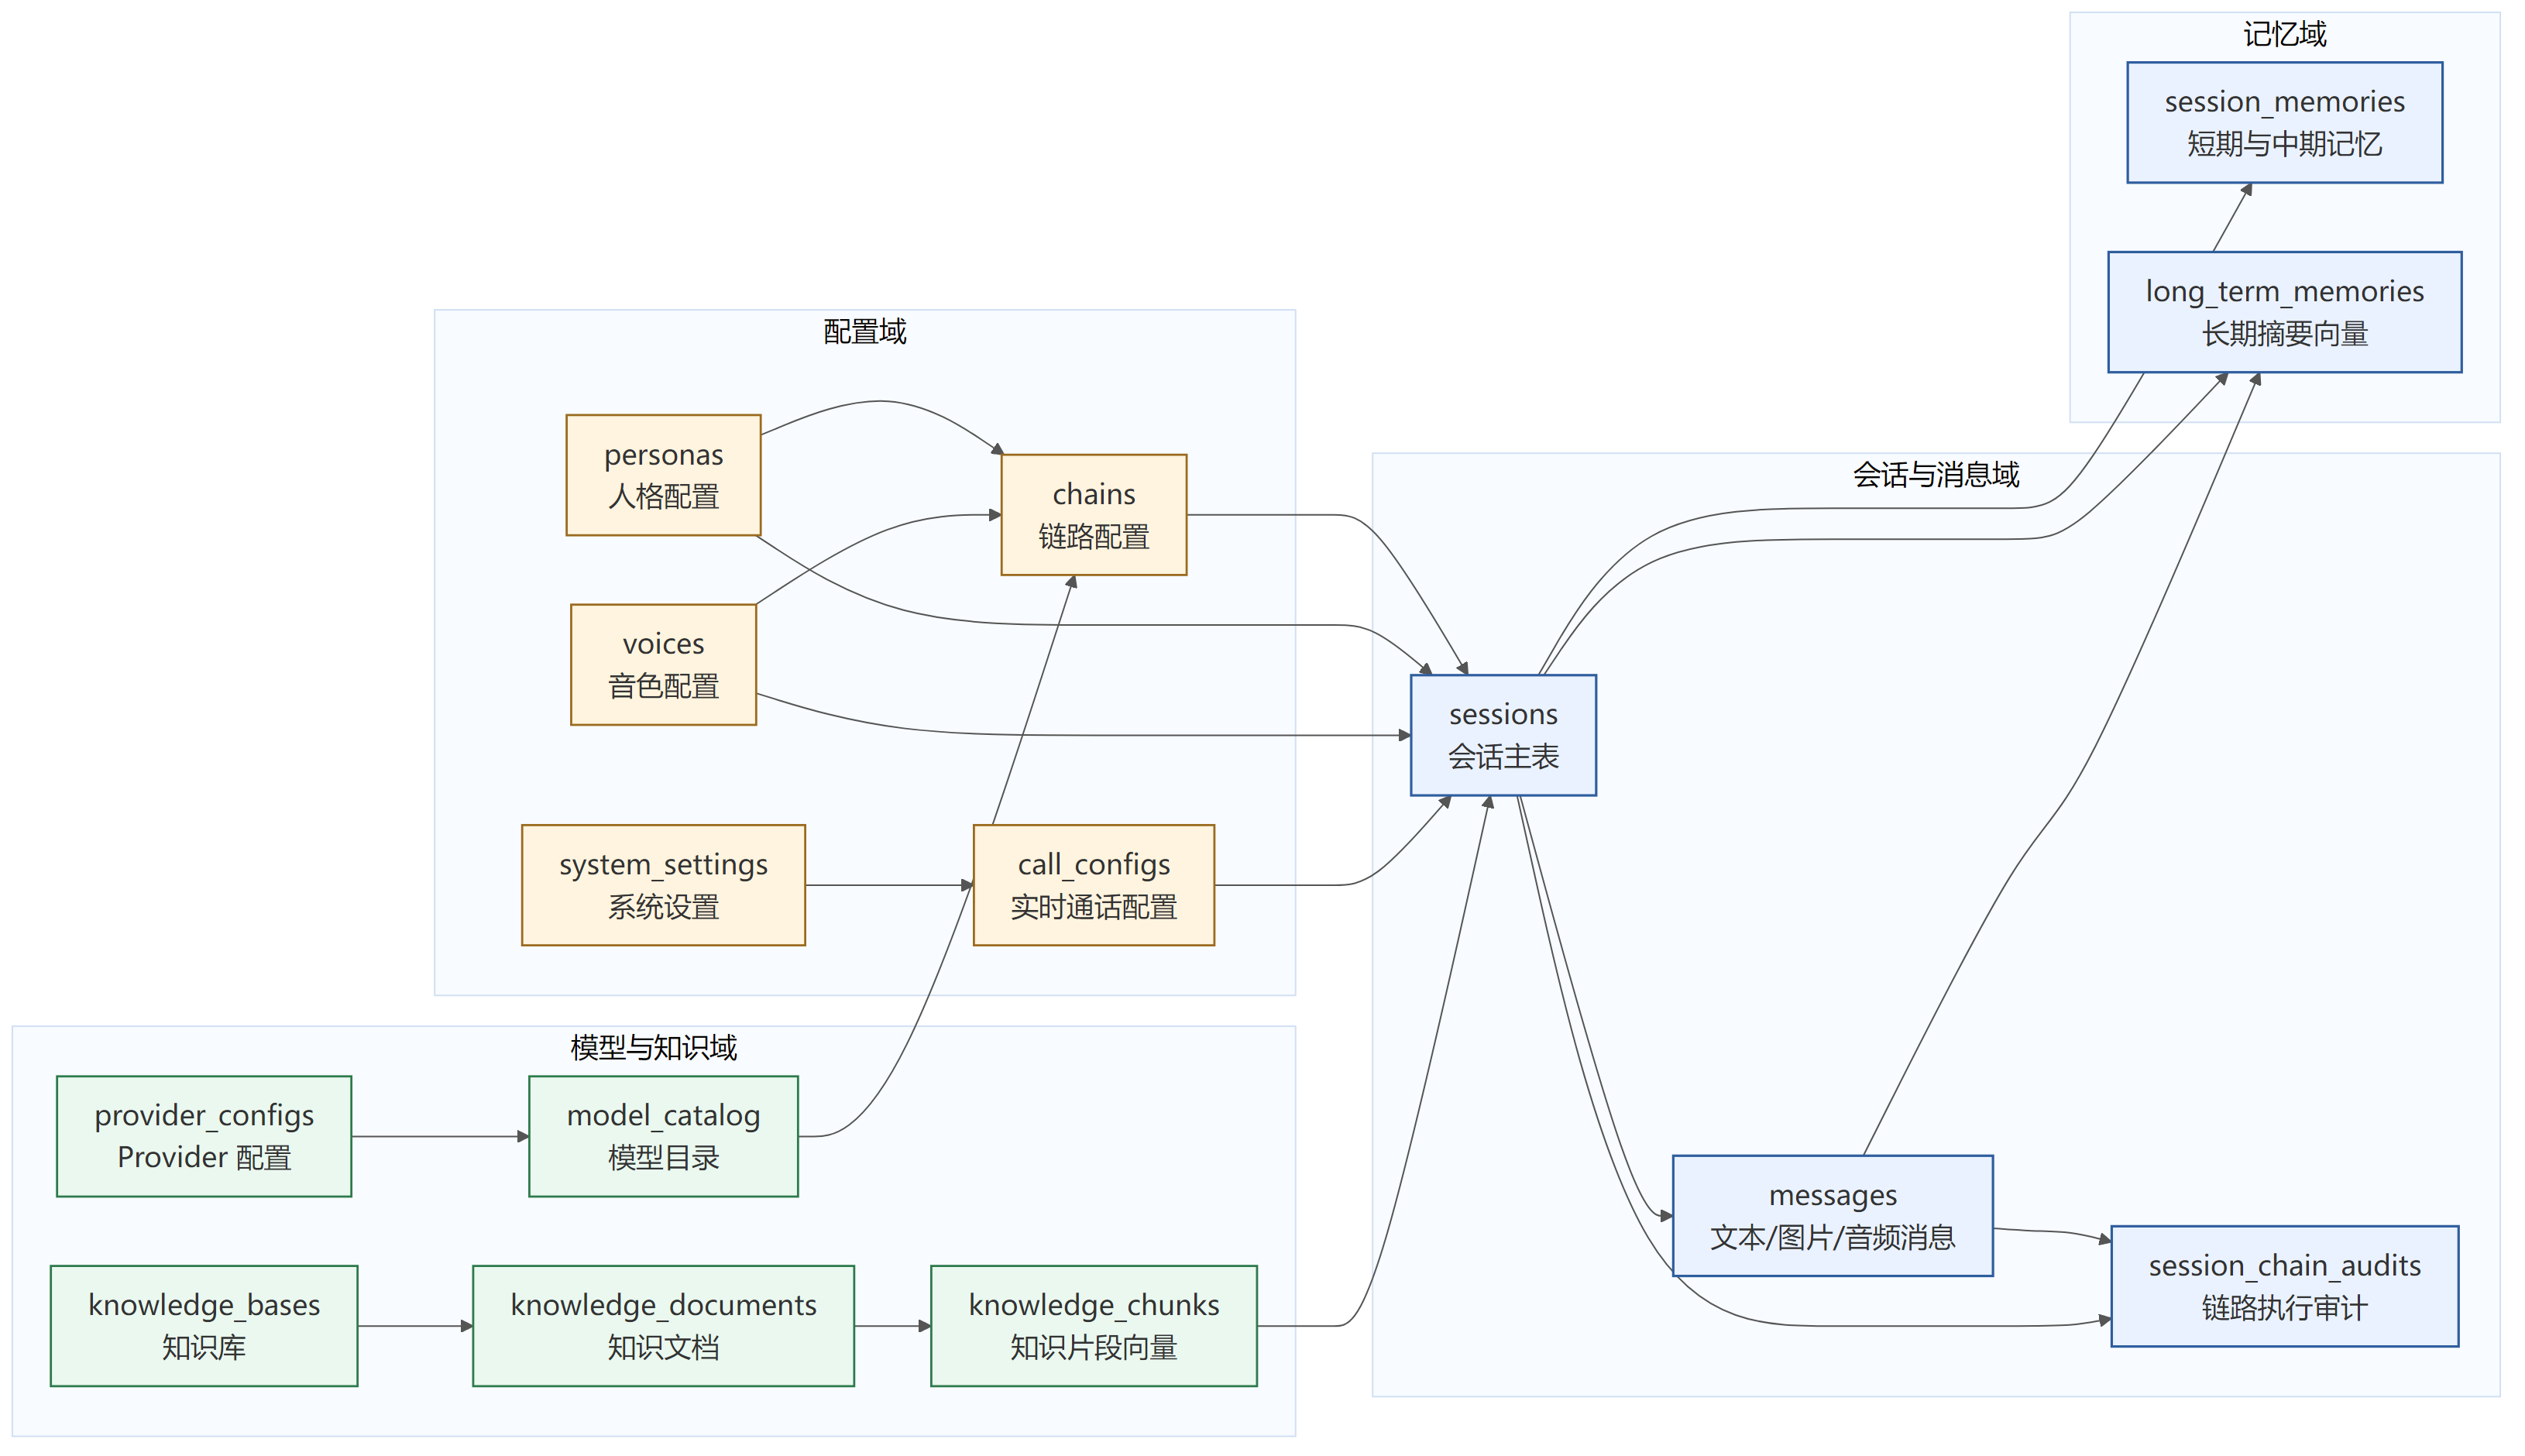 记忆域
session_memories
短期与中期记忆
long_term_memories
长期摘要向量
配置域
personas
人格配置
chains
链路配置
voices
音色配置
system_settings
系统设置
call_configs
实时通话配置
会话与消息域
sessions
会话主表
messages
文本/图片/音频消息
session_chain_audits
链路执行审计
模型与知识域
provider_configs
Provider 配置
model_catalog
模型目录
knowledge_bases
知识库
knowledge_documents
知识文档
knowledge_chunks
知识片段向量